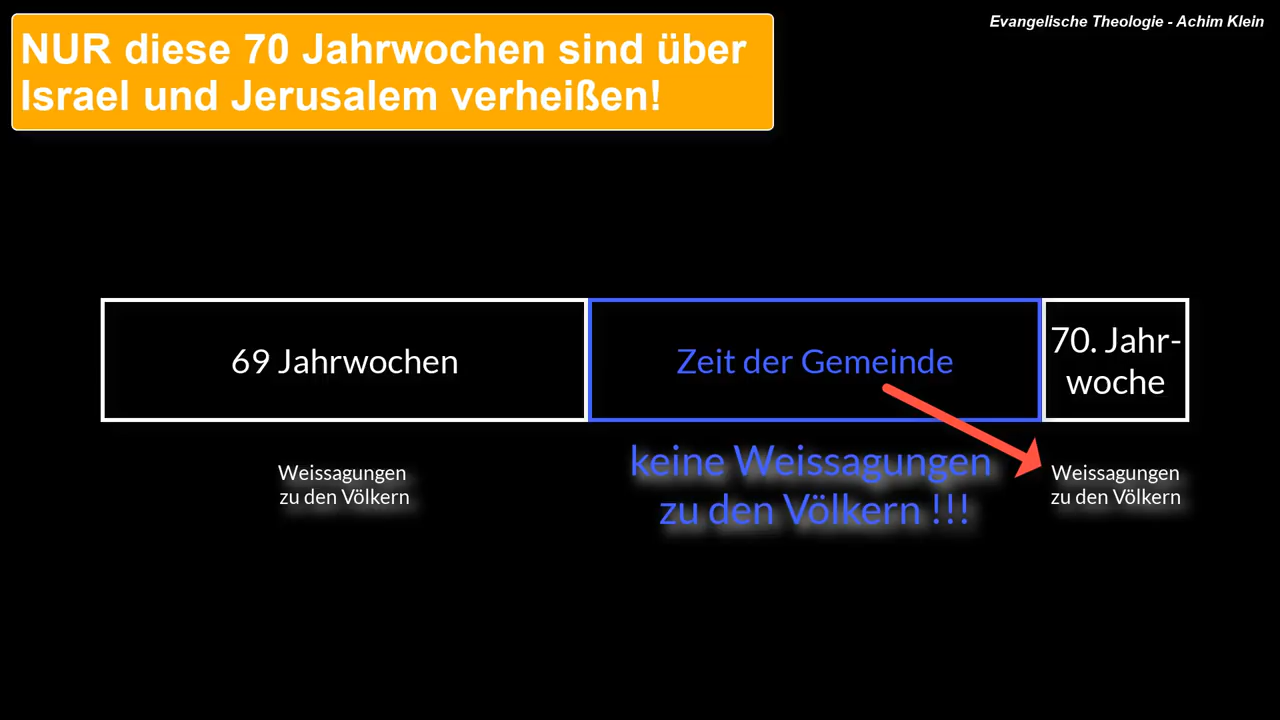 Evangelische Theologie - Achim Klein
NUR diese 70 Jahrwochen sind über
Israel und Jerusalem verheißen!
69 Jahrwochen
Zeit der Gemeinde
70. Jahr-
woche
Weissagungen
zu den Völkern
keine Weissagungen
zu den Völkern !!!
Weissagungen
zu den Völkern